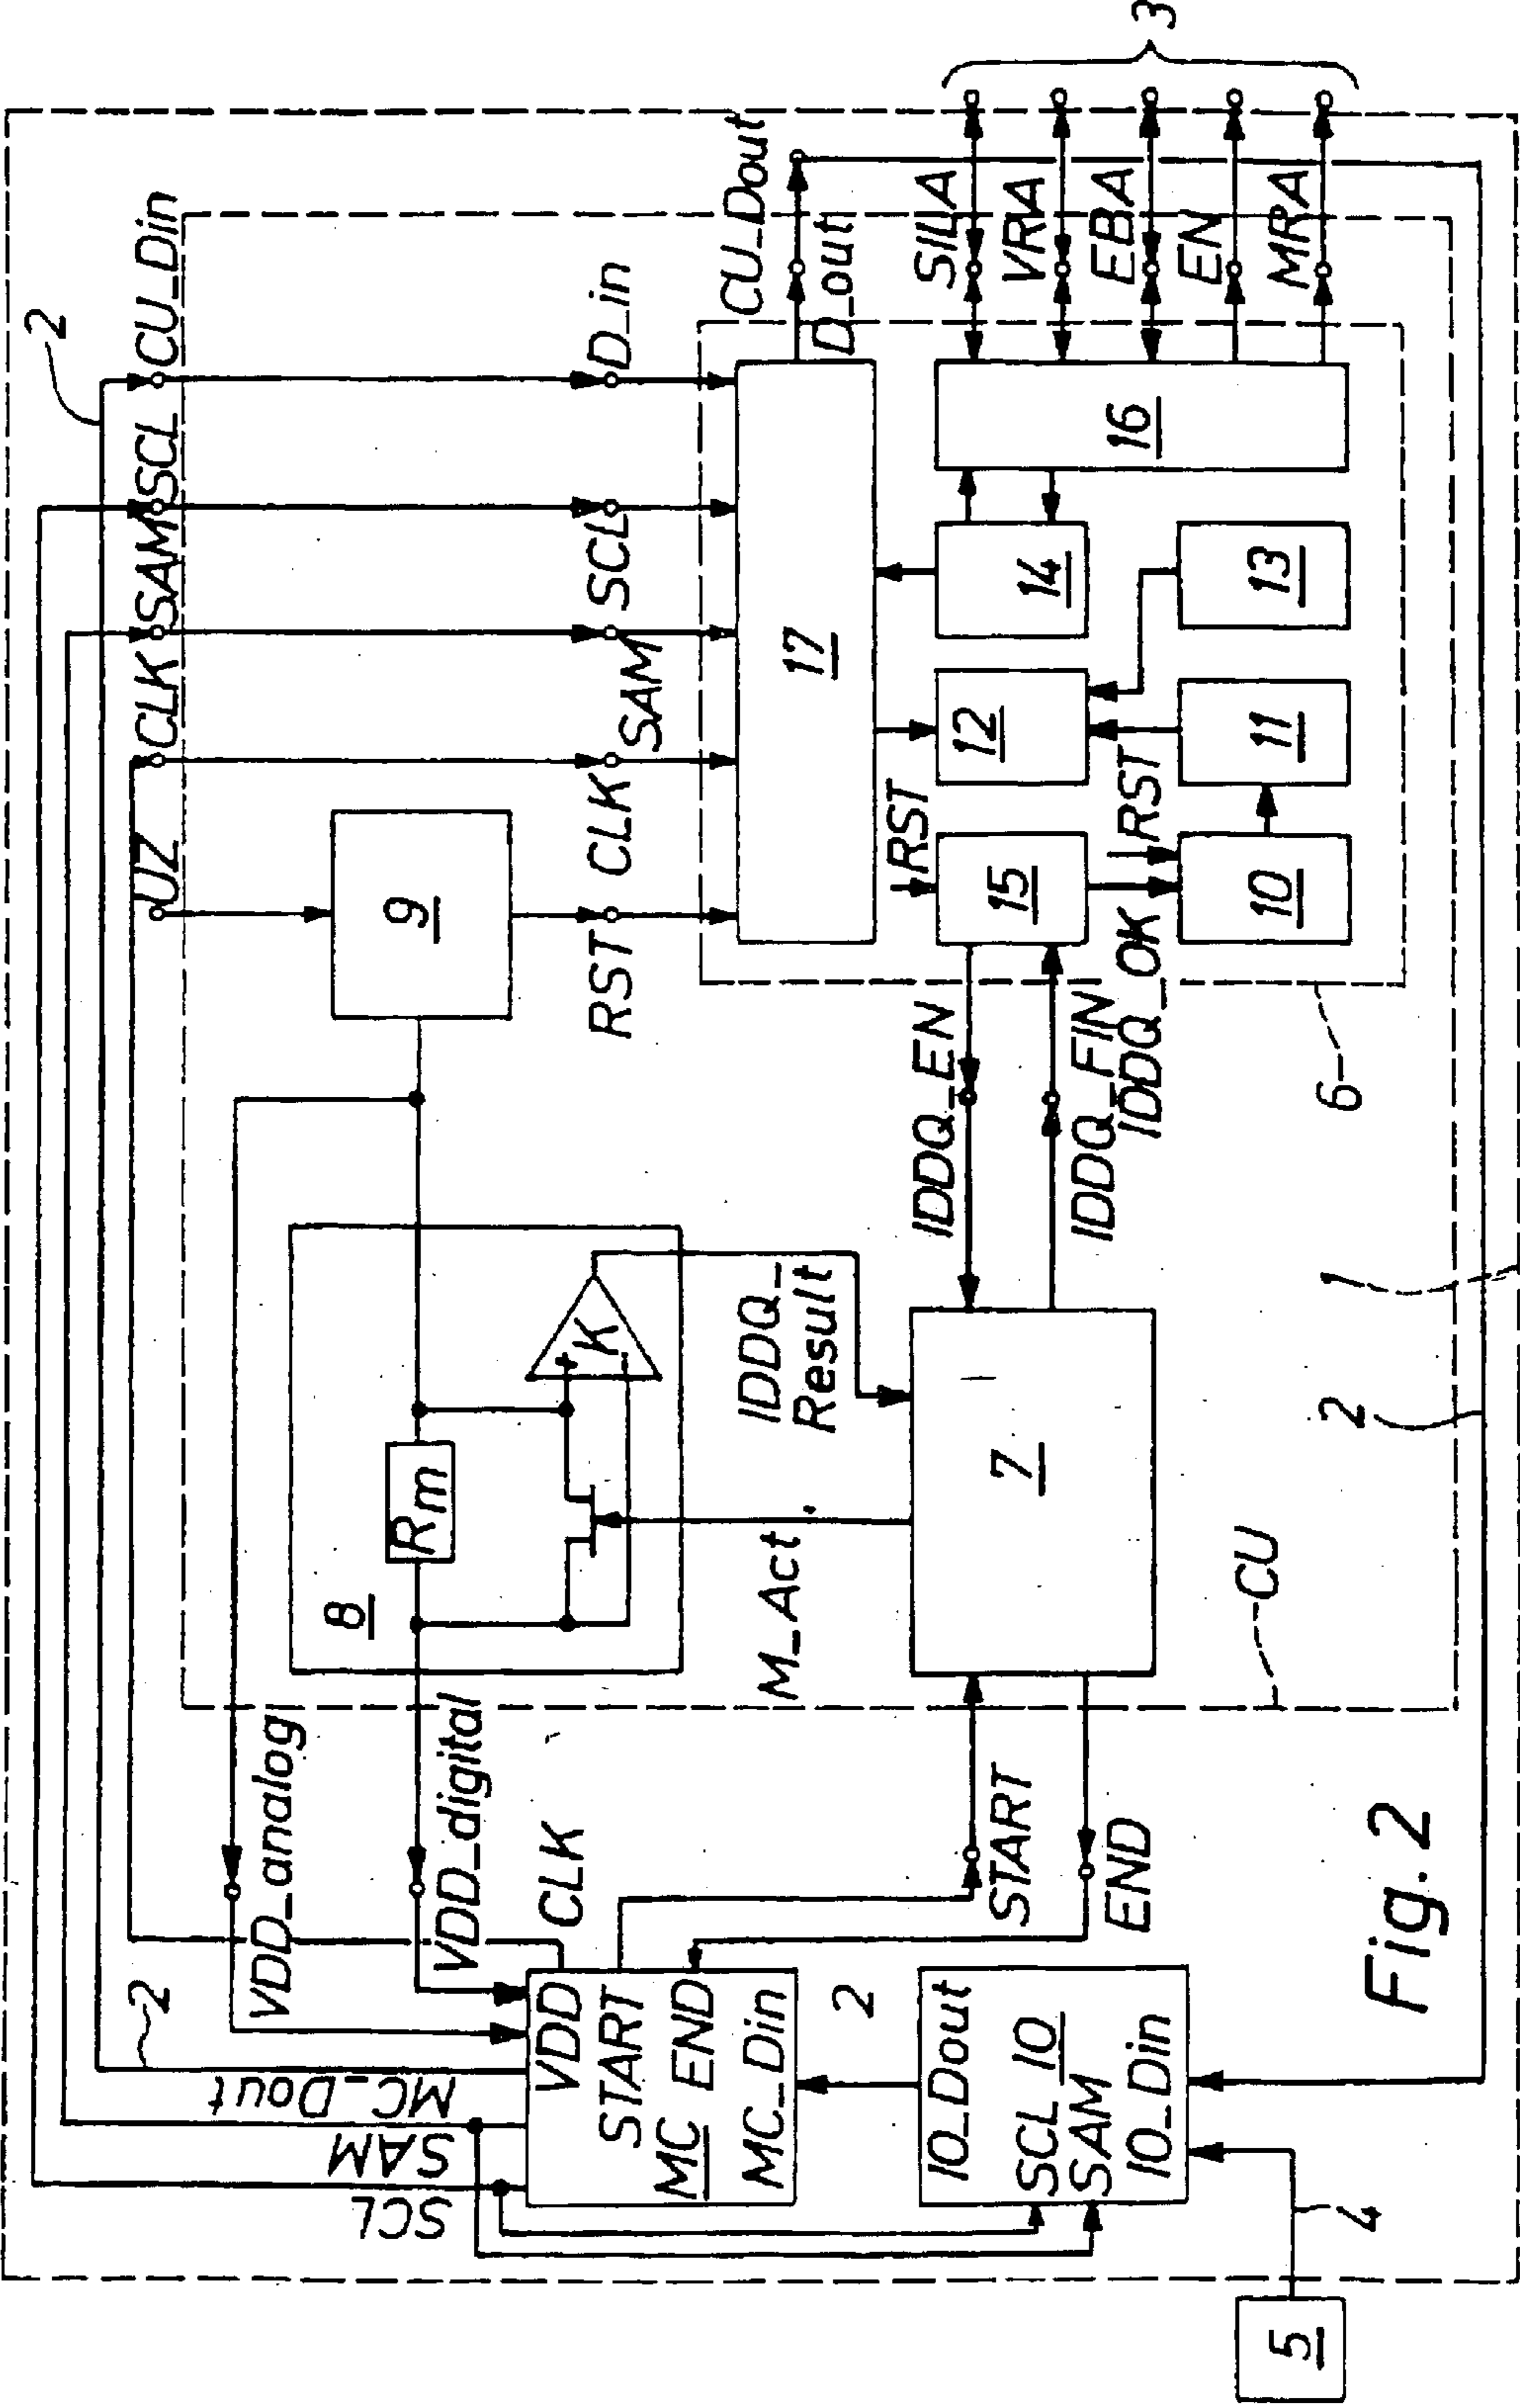 2
CU_Din
SCL
SAM
CLK
UZ
3
CU_Dout
D_out
D_in
SCL
SAM
CLK
RST
9
17
SILA
VRA
EBA
EN
MRA
16
14
13
12
11
RST
15
RST
10
IDDQ_EN
IDDQ_FIN
IDDQ_OK
6
8
Rm
K
+
-
IDDQ_
Result
M_Act
7
1
2
CU
VDD_analog
VDD_digital
CLK
START
END
2
MC_Dout
SAM
SCL
VDD
START
MC END
MC_Din
2
IO_Dout
SCL IO
SAM
IO_Din
4
5
Fig. 2